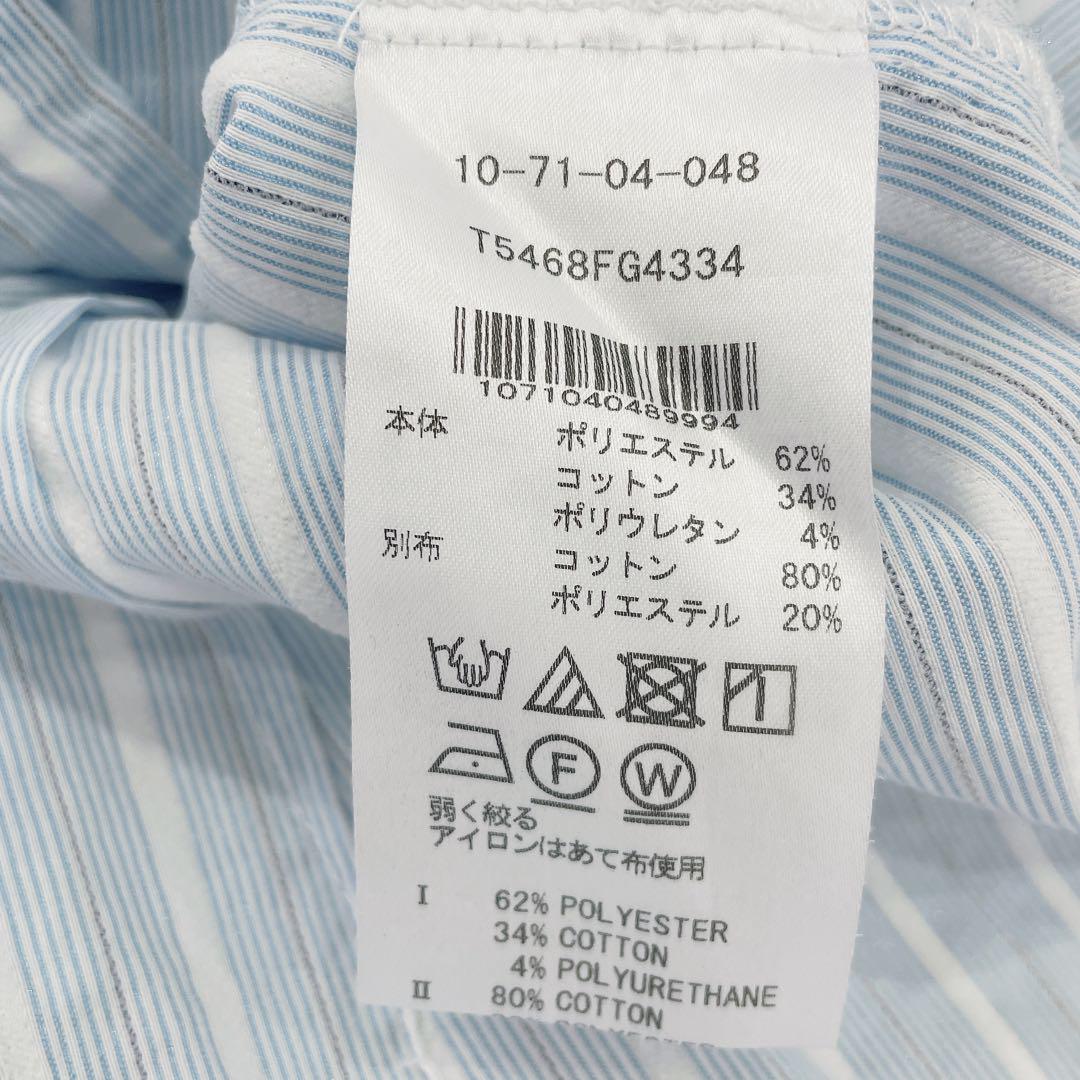 10-71-04-048
T5468FG4334
1071040489994
本体 ポリエステル 62%
コットン 34%
ポリウレタン 4%
別布 コットン 80%
ポリエステル 20%
F W
弱く絞る
アイロンはあて布使用
I 62% POLYESTER
34% COTTON
4% POLYURETHANE
II 80% COTTON